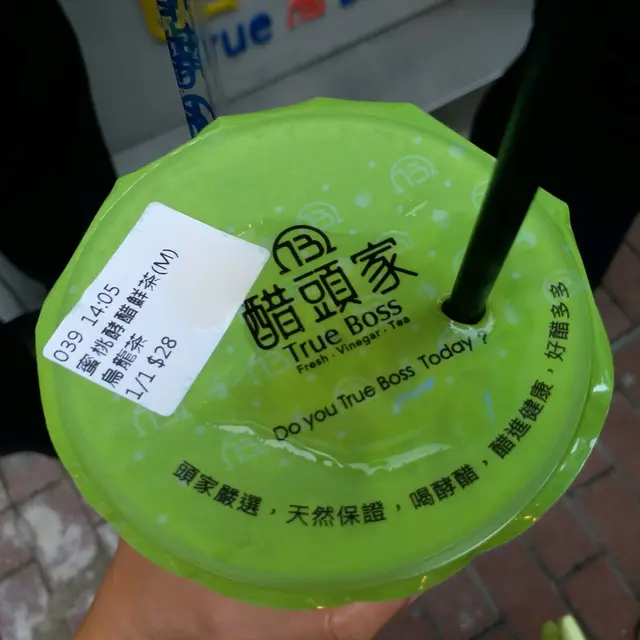 True B
039 14:05
蜜桃酵醋鮮茶(M)
烏龍茶
1/1 $28
TB
醋頭家
True Boss
Fresh · Vinegar · Tea
Do you True Boss Today ?
頭家嚴選，天然保證，喝酵醋，醋進健康，好醋多多